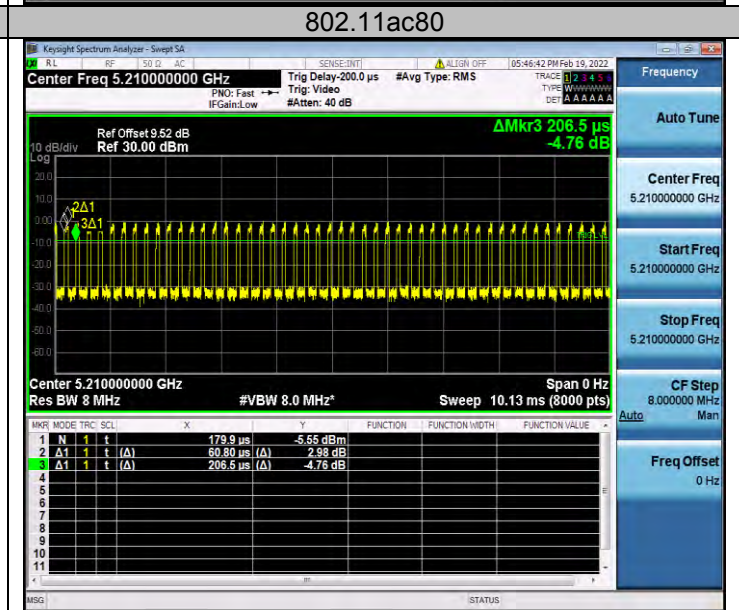 802.11ac80
Keysight Spectrum Analyzer - Swept SA
RL RF 50 Ω AC SENSE:INT ALIGN OFF 05:46:42 PM Feb 19, 2022
Center Freq 5.210000000 GHz
PNO: Fast
IFGain:Low
Trig Delay-200.0 µs
Trig: Video
#Atten: 40 dB
#Avg Type: RMS
TRACE 1 2 3 4 5 6
TYPE WWWWWW
DET A A A A A A
Ref Offset 9.52 dB
10 dB/div Ref 30.00 dBm
Log
ΔMkr3 206.5 µs
-4.76 dB
20.0
10.0
0.00
-10.0
-20.0
-30.0
-40.0
-50.0
-60.0
2Δ1
3Δ1
Center 5.210000000 GHz Span 0 Hz
Res BW 8 MHz #VBW 8.0 MHz* Sweep 10.13 ms (8000 pts)
MKR MODE TRC SCL X Y FUNCTION FUNCTION WIDTH FUNCTION VALUE
1 N 1 t 179.9 µs -5.55 dBm
2 Δ1 1 t (Δ) 60.80 µs (Δ) 2.98 dB
3 Δ1 1 t (Δ) 206.5 µs (Δ) -4.76 dB
4
5
6
7
8
9
10
11
MSG STATUS
Frequency
Auto Tune
Center Freq
5.210000000 GHz
Start Freq
5.210000000 GHz
Stop Freq
5.210000000 GHz
CF Step
8.000000 MHz
Auto Man
Freq Offset
0 Hz